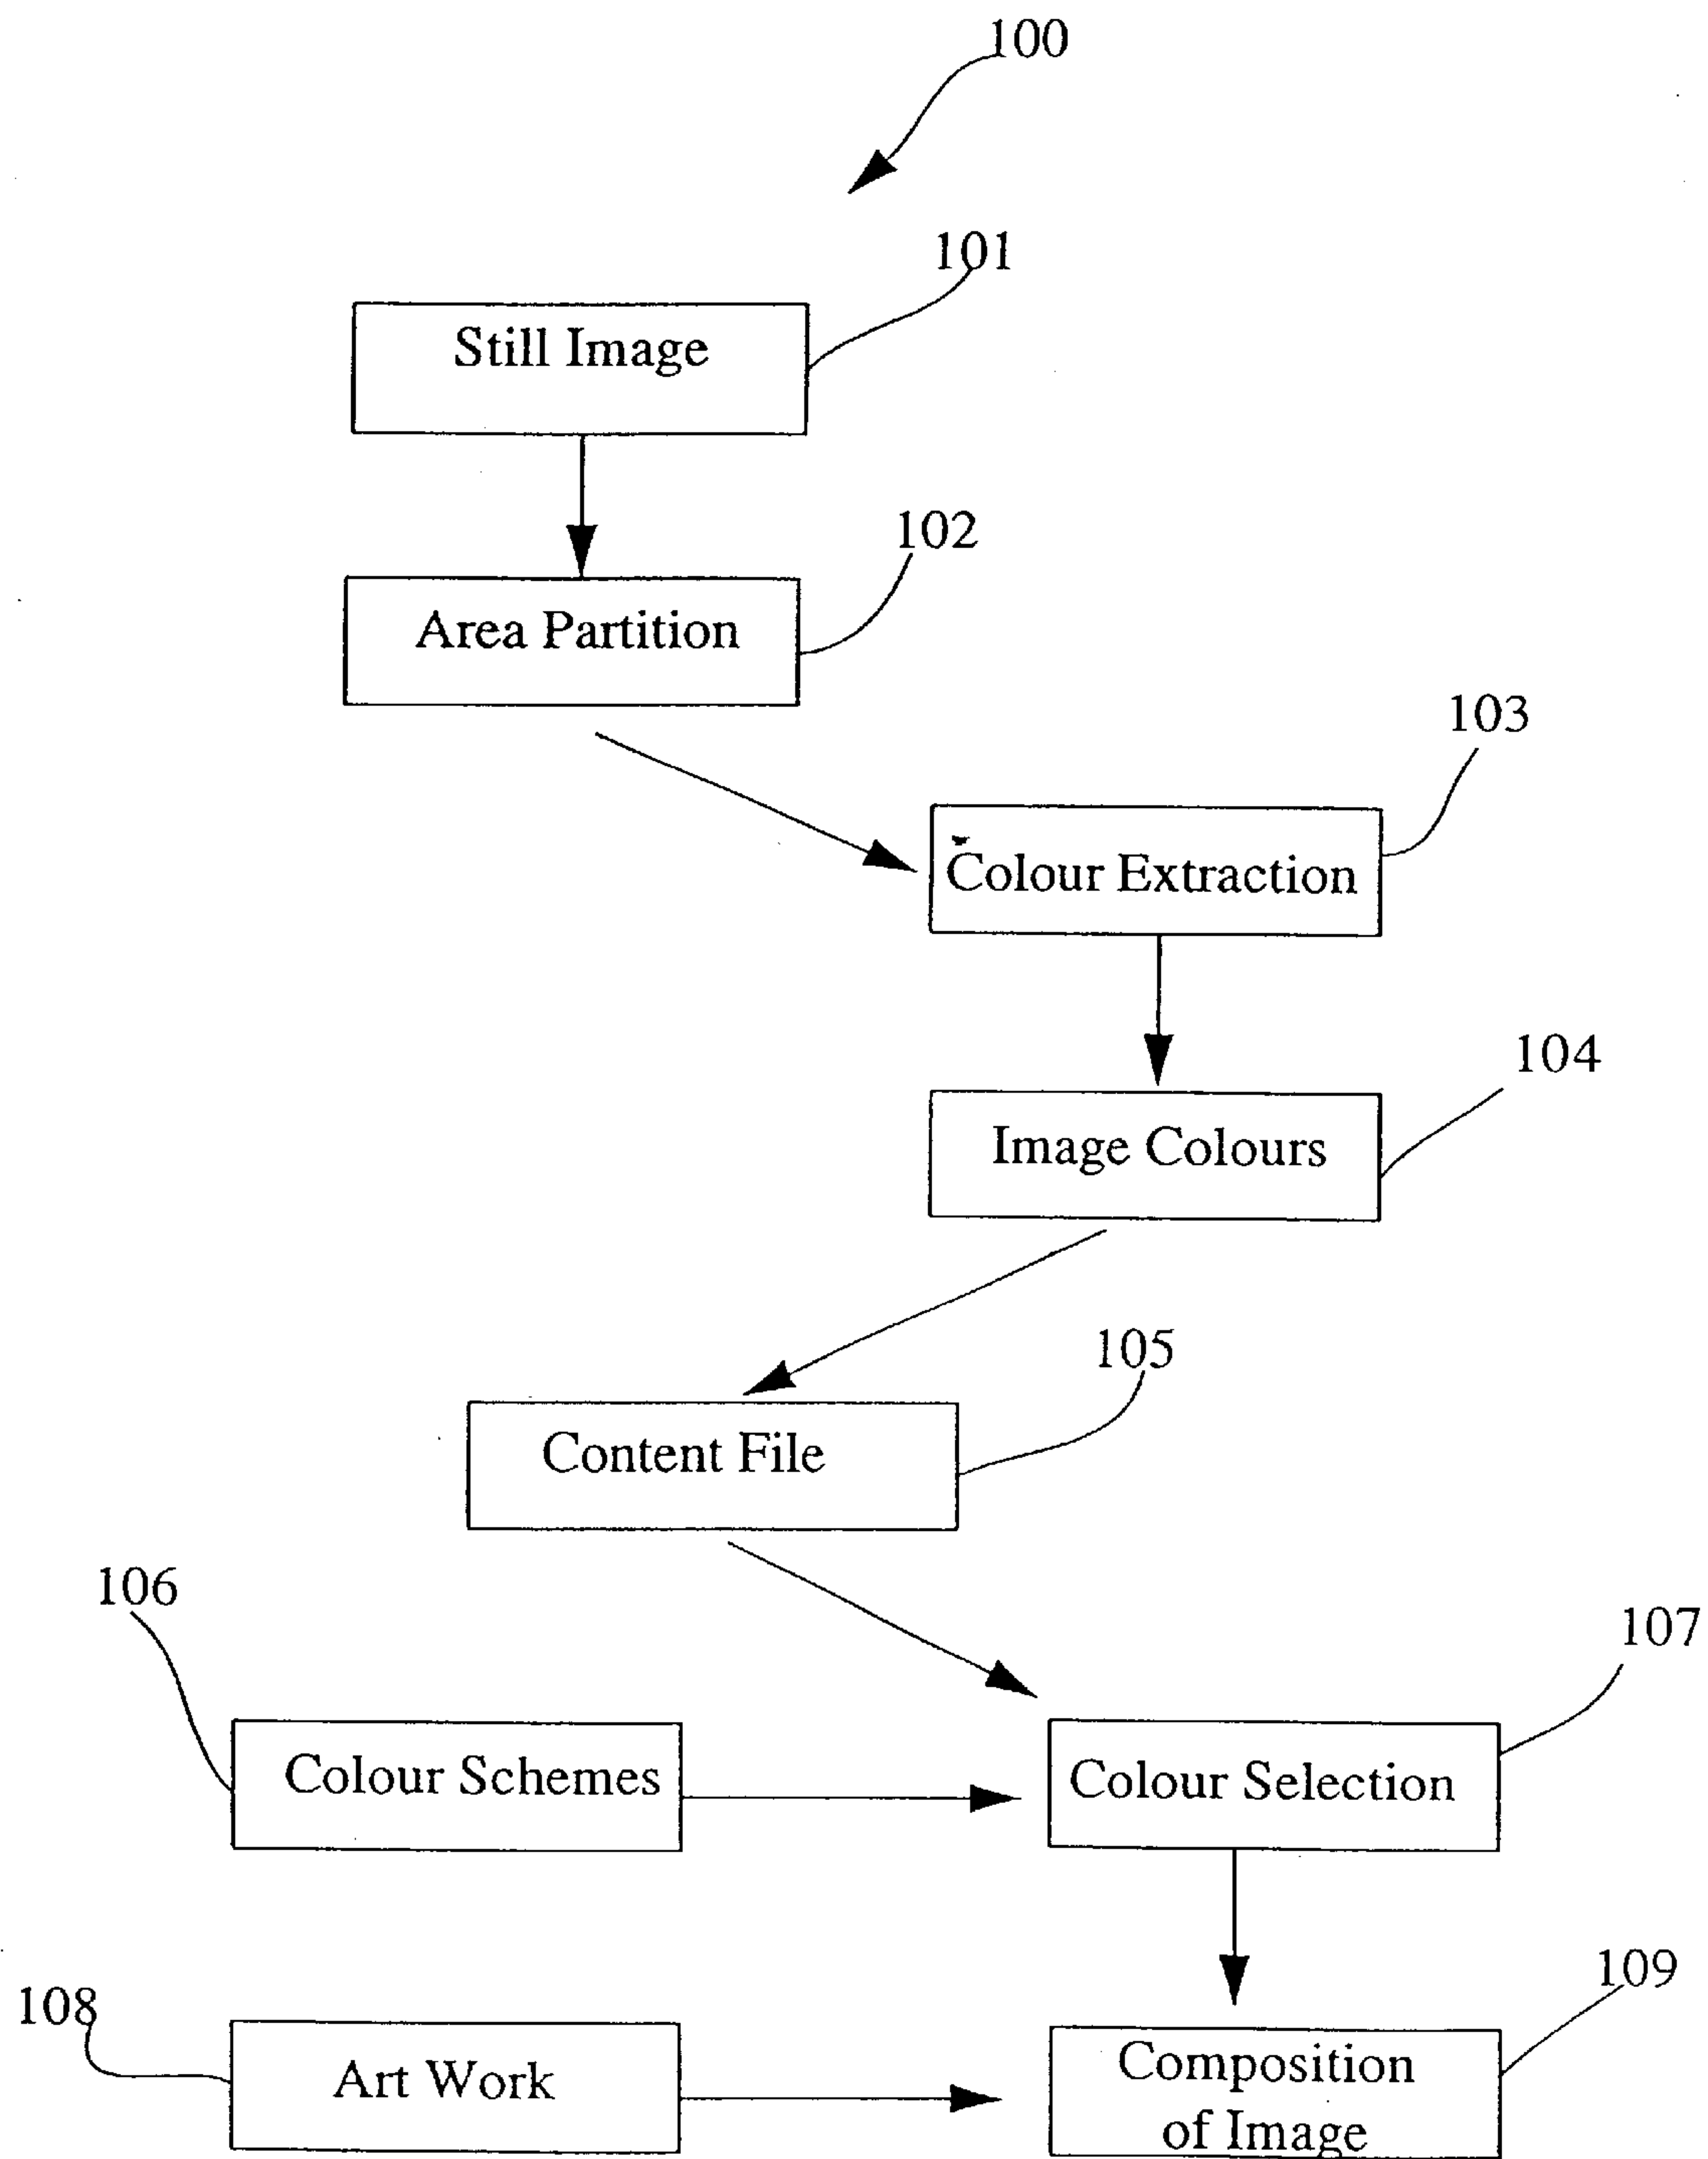 100
101
Still Image
102
Area Partition
103
Colour Extraction
104
Image Colours
105
Content File
106
107
Colour Schemes
Colour Selection
108
109
Art Work
Composition
of Image